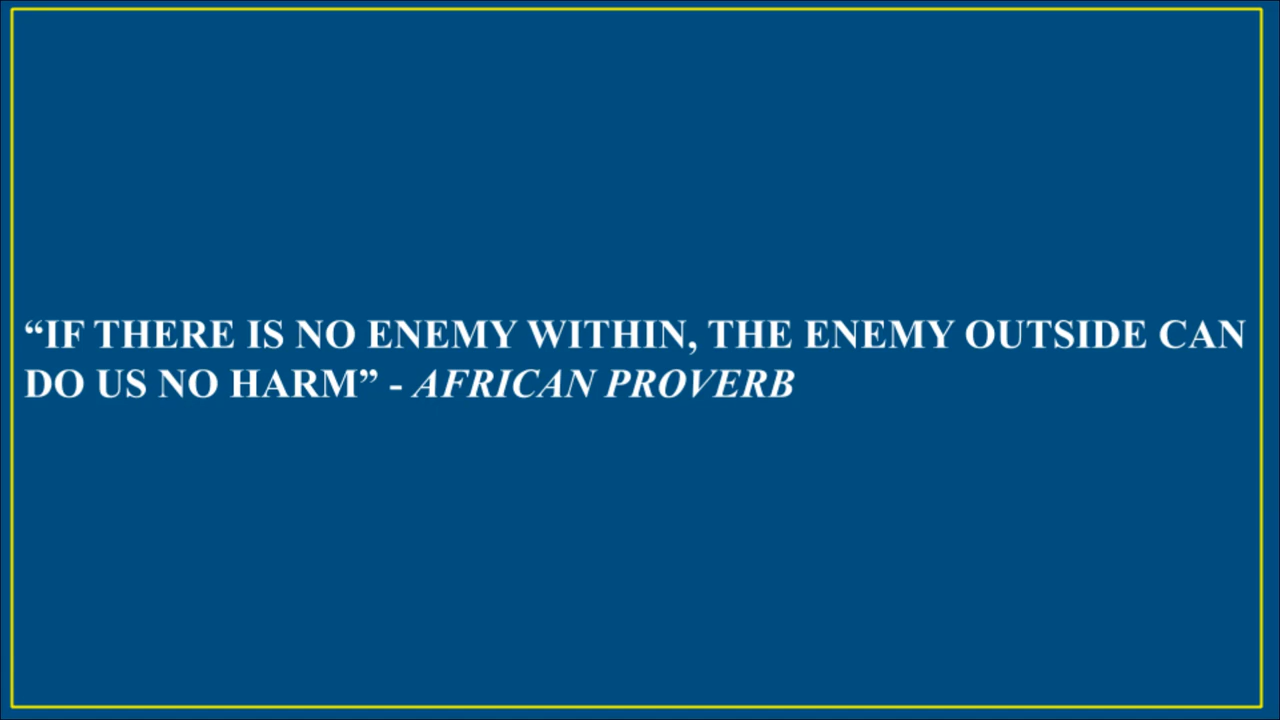 “IF THERE IS NO ENEMY WITHIN, THE ENEMY OUTSIDE CAN
DO US NO HARM” - AFRICAN PROVERB